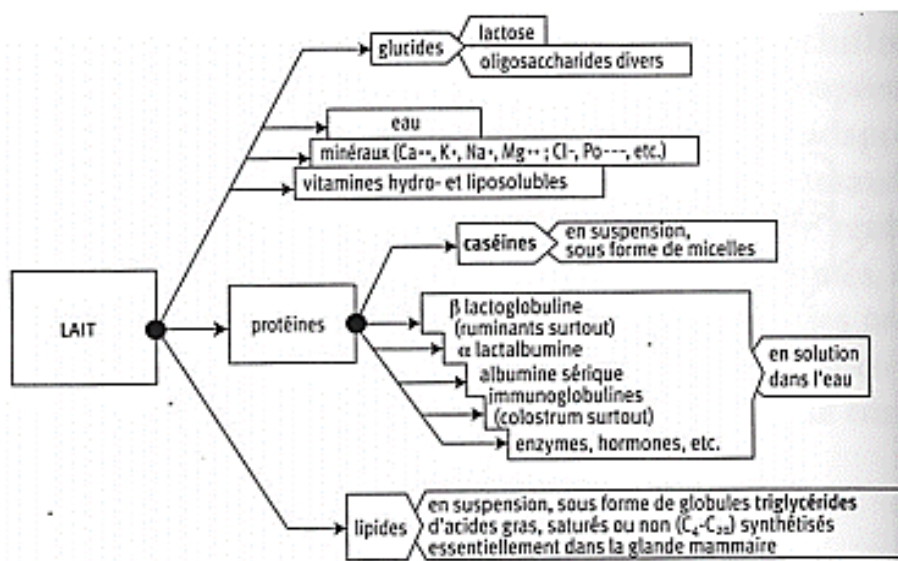 glucides
lactose
oligosaccharides divers
eau
minéraux (Ca••, K•, Na•, Mg•• ; Cl-, Po---, etc.)
vitamines hydro- et liposolubles
LAIT
protéines
caséines
en suspension,
sous forme de micelles
β lactoglobuline
(ruminants surtout)
α lactalbumine
albumine sérique
immunoglobulines
(colostrum surtout)
enzymes, hormones, etc.
en solution
dans l'eau
lipides
en suspension, sous forme de globules triglycérides
d'acides gras, saturés ou non (C₄-C₂₂) synthétisés
essentiellement dans la glande mammaire